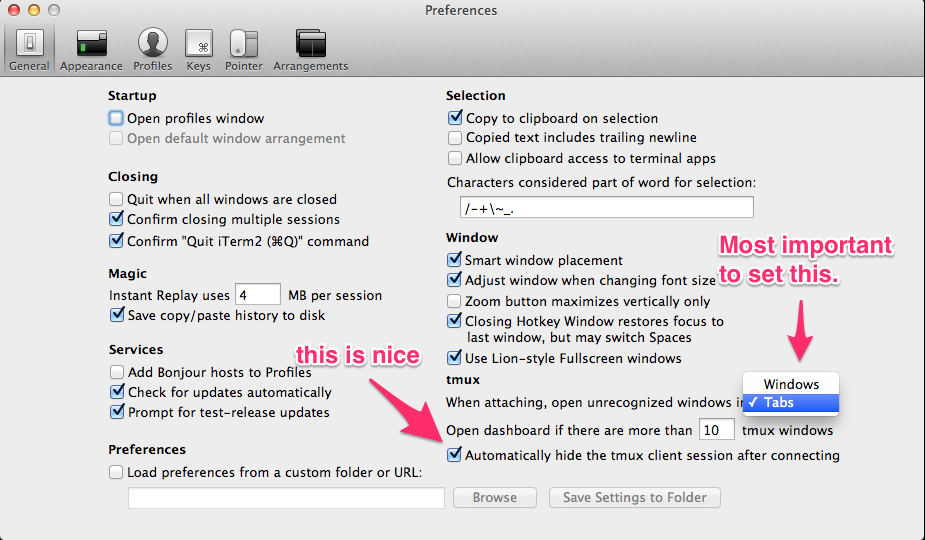 Preferences
General Appearance Profiles Keys Pointer Arrangements
Startup
Open profiles window
Open default window arrangement
Closing
Quit when all windows are closed
Confirm closing multiple sessions
Confirm "Quit iTerm2 (⌘Q)" command
Magic
Instant Replay uses 4 MB per session
Save copy/paste history to disk
Services
Add Bonjour hosts to Profiles
Check for updates automatically
Prompt for test-release updates
Preferences
Load preferences from a custom folder or URL:
Browse Save Settings to Folder
Selection
Copy to clipboard on selection
Copied text includes trailing newline
Allow clipboard access to terminal apps
Characters considered part of word for selection:
/-+\~_.
Window
Smart window placement
Adjust window when changing font size
Zoom button maximizes vertically only
Closing Hotkey Window restores focus to
last window, but may switch Spaces
Use Lion-style Fullscreen windows
tmux
When attaching, open unrecognized windows in
Windows
✓ Tabs
Open dashboard if there are more than 10 tmux windows
Automatically hide the tmux client session after connecting
Most important
to set this.
this is nice